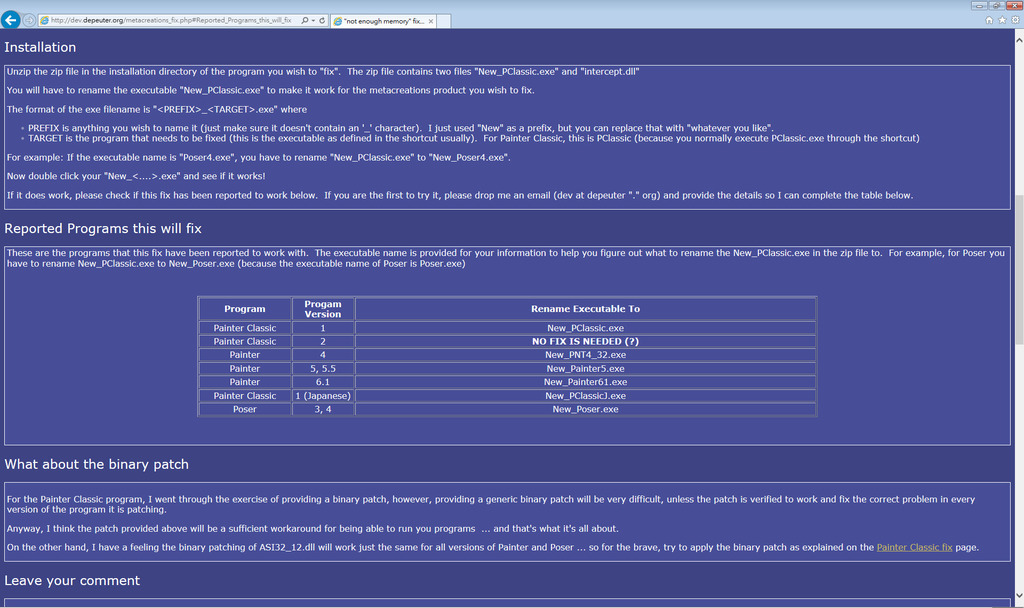 http://dev.depeuter.org/metacreations_fix.php#Reported_Programs_this_will_fix
"not enough memory" fix...
Installation
Unzip the zip file in the installation directory of the program you wish to "fix".  The zip file contains two files "New_PClassic.exe" and "intercept.dll"
You will have to rename the executable "New_PClassic.exe" to make it work for the metacreations product you wish to fix.
The format of the exe filename is "<PREFIX>_<TARGET>.exe" where
PREFIX is anything you wish to name it (just make sure it doesn't contain an '_' character).  I just used "New" as a prefix, but you can replace that with "whatever you like".
TARGET is the program that needs to be fixed (this is the executable as defined in the shortcut usually).  For Painter Classic, this is PClassic (because you normally execute PClassic.exe through the shortcut)
For example: If the executable name is "Poser4.exe", you have to rename "New_PClassic.exe" to "New_Poser4.exe".
Now double click your "New_<....>.exe" and see if it works!
If it does work, please check if this fix has been reported to work below.  If you are the first to try it, please drop me an email (dev at depeuter "." org) and provide the details so I can complete the table below.
Reported Programs this will fix
These are the programs that this fix have been reported to work with.  The executable name is provided for your information to help you figure out what to rename the New_PClassic.exe in the zip file to.  For example, for Poser you
have to rename New_PClassic.exe to New_Poser.exe (because the executable name of Poser is Poser.exe)
Program Progam Version Rename Executable To
Painter Classic 1 New_PClassic.exe
Painter Classic 2 NO FIX IS NEEDED (?)
Painter 4 New_PNT4_32.exe
Painter 5, 5.5 New_Painter5.exe
Painter 6.1 New_Painter61.exe
Painter Classic 1 (Japanese) New_PClassicJ.exe
Poser 3, 4 New_Poser.exe
What about the binary patch
For the Painter Classic program, I went through the exercise of providing a binary patch, however, providing a generic binary patch will be very difficult, unless the patch is verified to work and fix the correct problem in every
version of the program it is patching.
Anyway, I think the patch provided above will be a sufficient workaround for being able to run you programs  ... and that's what it's all about.
On the other hand, I have a feeling the binary patching of ASI32_12.dll will work just the same for all versions of Painter and Poser ... so for the brave, try to apply the binary patch as explained on the Painter Classic fix page.
Leave your comment